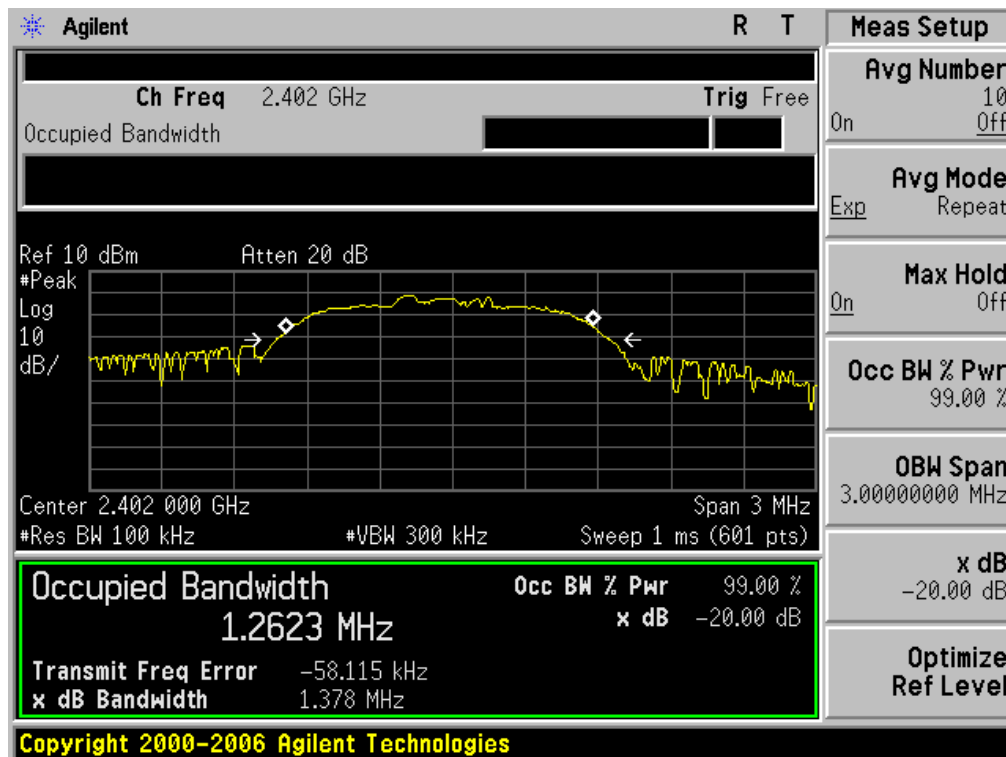 Agilent R T
Ch Freq 2.402 GHz Trig Free
Occupied Bandwidth
Ref 10 dBm Atten 20 dB
#Peak
Log
10
dB/
Center 2.402 000 GHz Span 3 MHz
#Res BW 100 kHz #VBW 300 kHz Sweep 1 ms (601 pts)
Occupied Bandwidth
1.2623 MHz
Occ BW % Pwr 99.00 %
x dB -20.00 dB
Transmit Freq Error -58.115 kHz
x dB Bandwidth 1.378 MHz
Copyright 2000-2006 Agilent Technologies
Meas Setup
Avg Number
10
On Off
Avg Mode
Exp Repeat
Max Hold
On Off
Occ BW % Pwr
99.00 %
OBW Span
3.00000000 MHz
x dB
-20.00 dB
Optimize
Ref Level